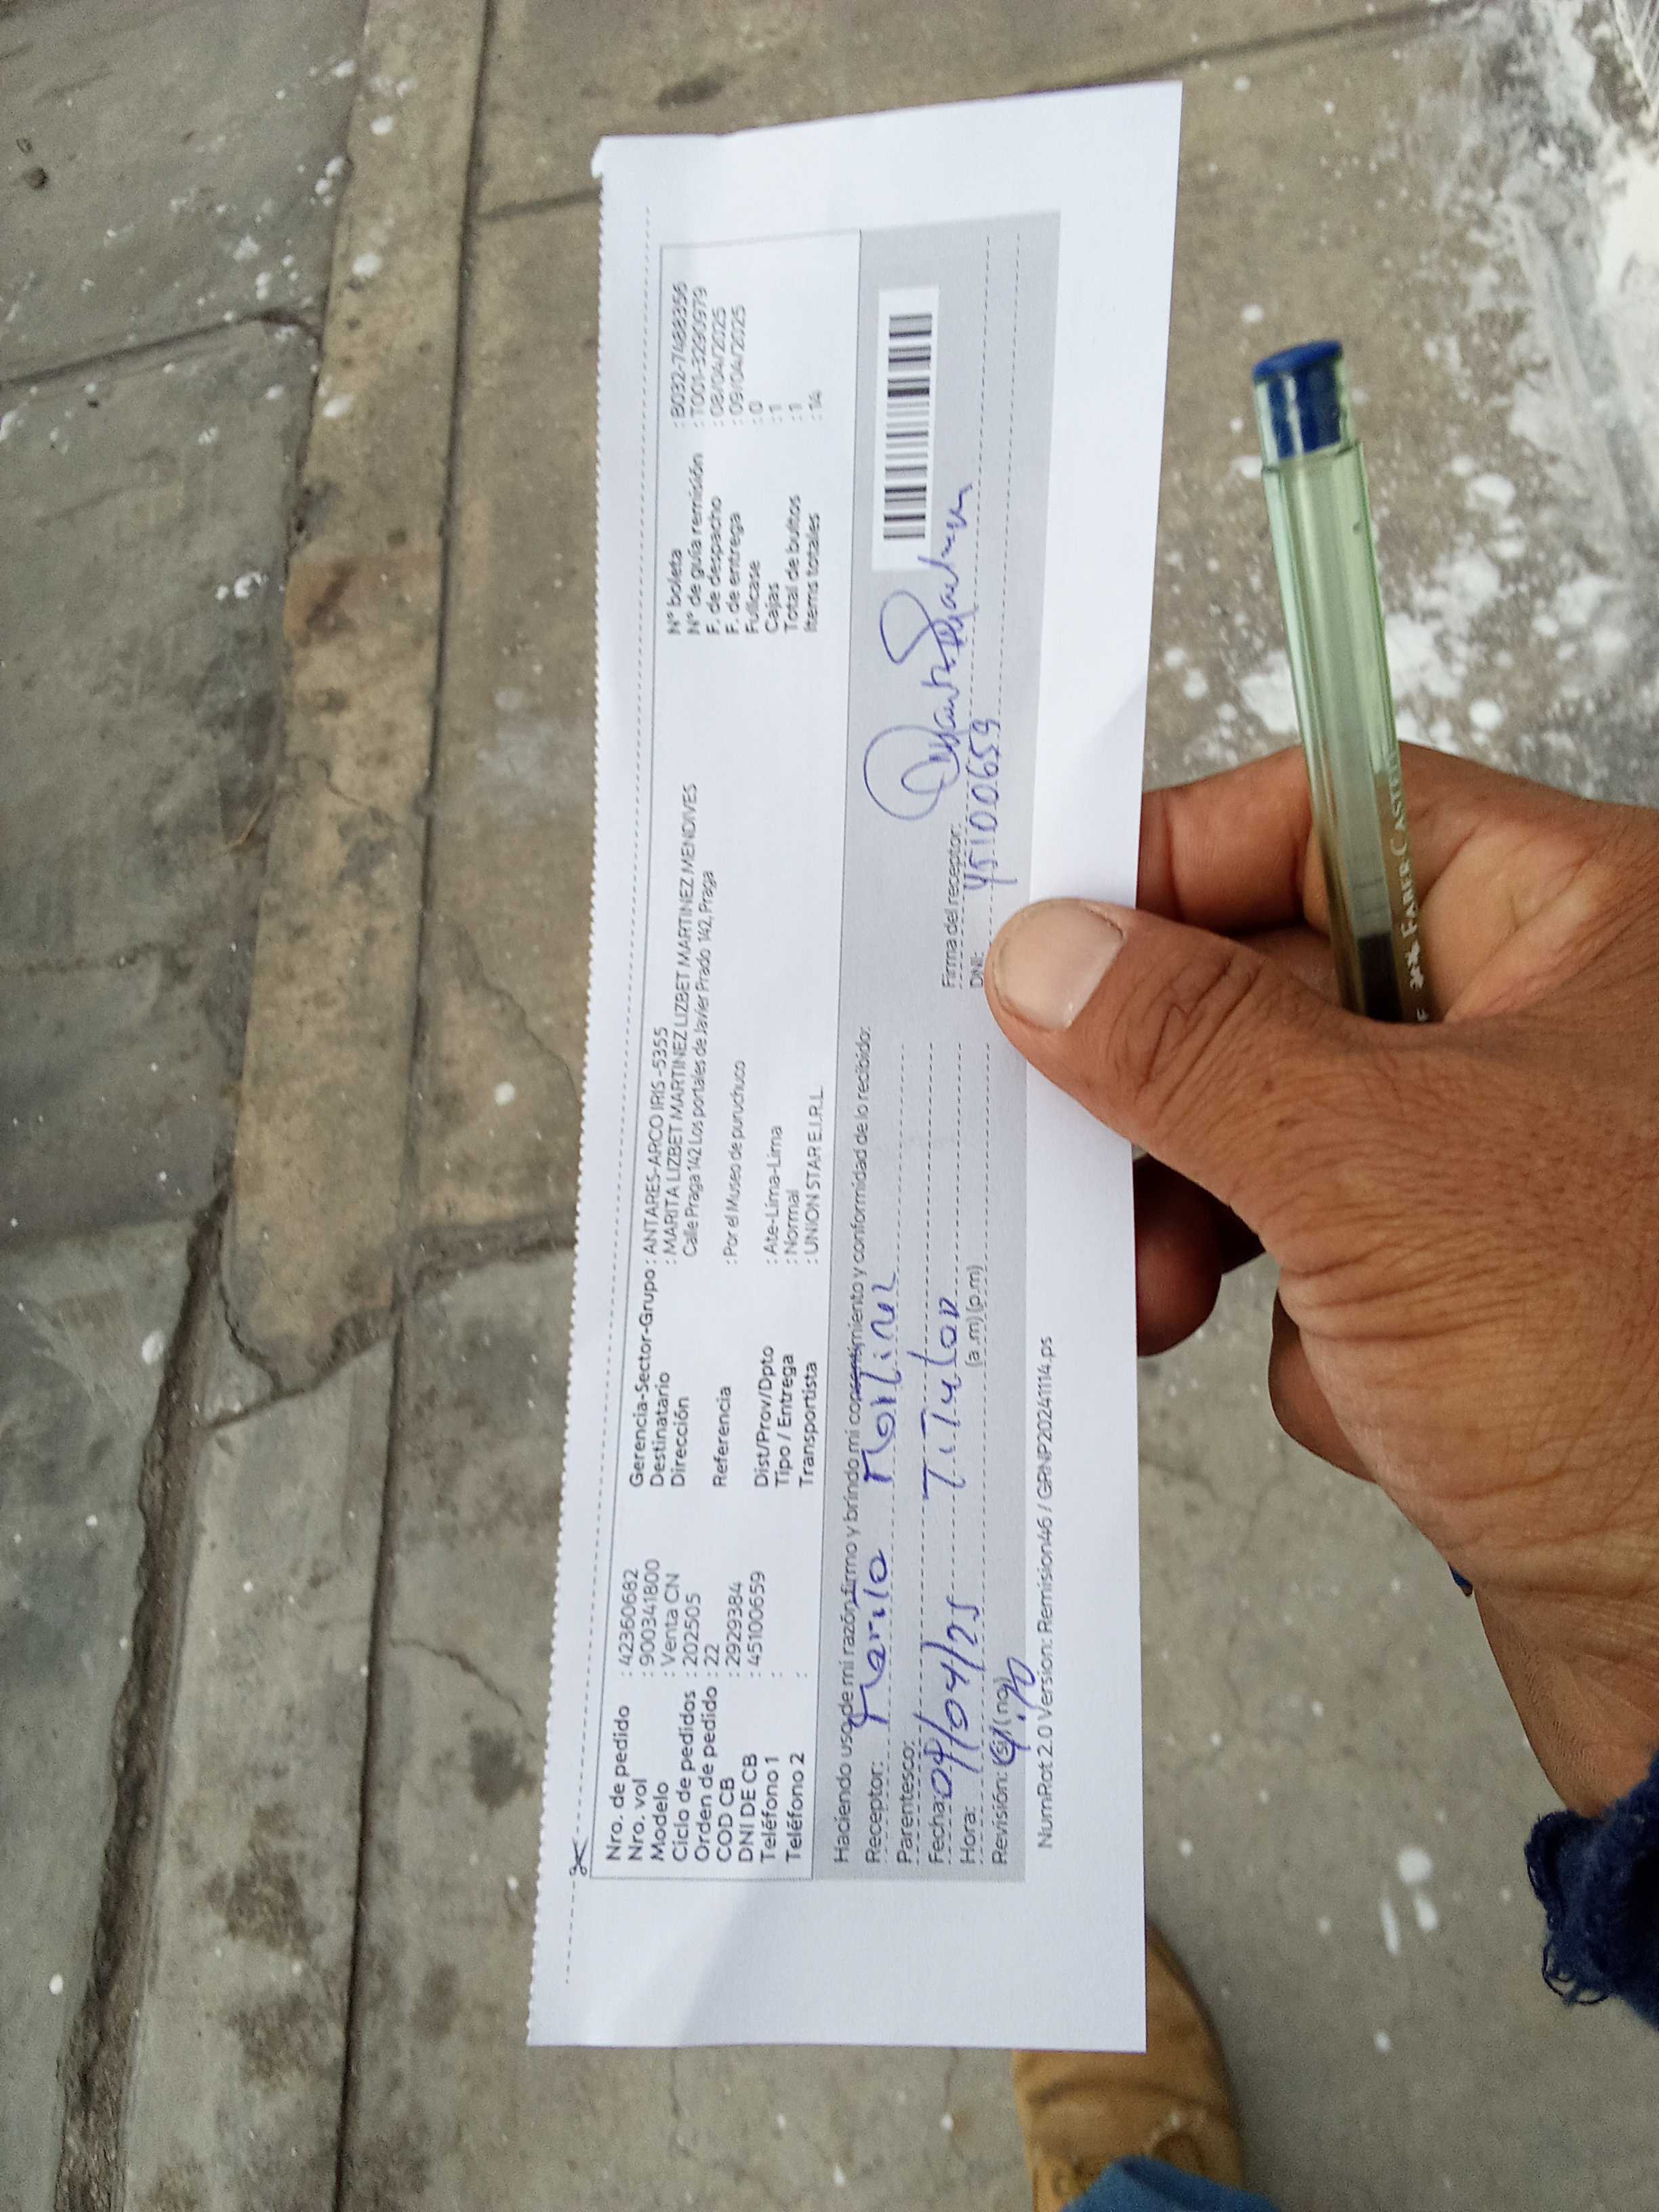 Nro. de pedido : 42360682
Nro. vol : 9003341800
Modelo : Venta CN
Ciclo de pedidos : 202505
Orden de pedido : 22
COD CB : 2929384
DNI DE CB : 45100659
Teléfono 1 :
Teléfono 2 :
Gerencia-Sector-Grupo : ANTARES-ARCO IRIS -5355
Destinatario : MARITA LIZBET MARTINEZ LIZBET MARTINEZ MENDIVES
Dirección Calle Praga 142 Los portales de Javier Prado 142, Praga
Referencia : Por el Museo de puruchuco
Dist/Prov/Dpto : Ate-Lima-Lima
Tipo / Entrega : Normal
Transportista : UNION STAR E.I.R.L
N° boleta : B032-7488356
N° de guía remisión : T001-3290979
F. de despacho : 08/04/2025
F. de entrega : 09/04/2025
Fullcase : 0
Cajas : 1
Total de bultos : 1
Items totales : 14
Haciendo uso de mi razón firmo y brindo mi consentimiento y conformidad de lo recibido:
Receptor:
Parentesco: Titular
Fecha: 09/04/25
Hora: (a .m) (p.m)
Revisión: (si) (no)
Firma del receptor:
DNI: 45100659
NumRot 2.0 Version: Remision46 / GRNP20241114.ps
FABER CASTELL